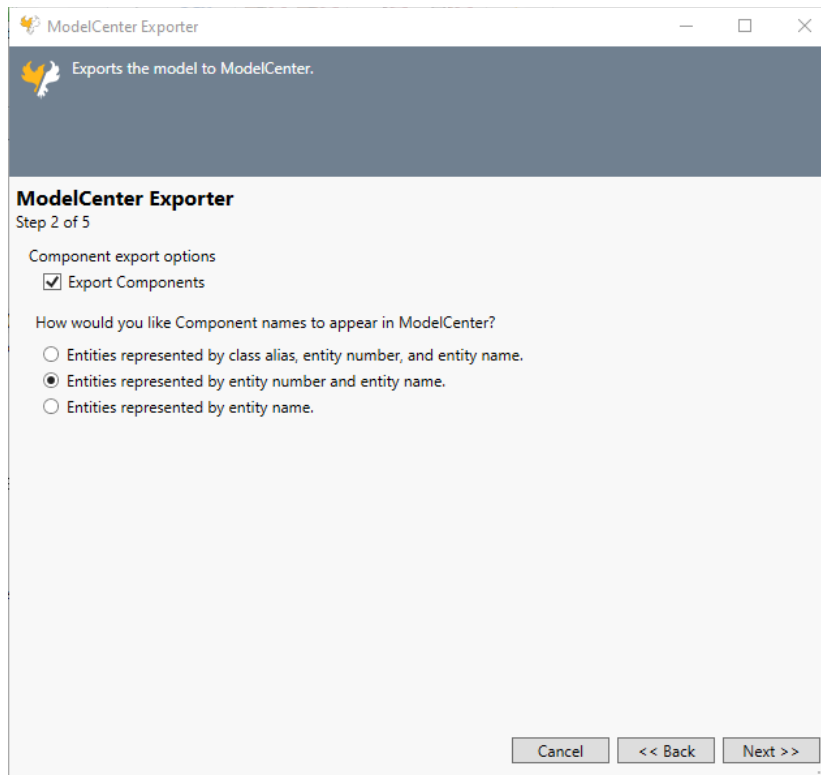 ModelCenter Exporter
Exports the model to ModelCenter.
ModelCenter Exporter
Step 2 of 5
Component export options
Export Components
How would you like Component names to appear in ModelCenter?
Entities represented by class alias, entity number, and entity name.
Entities represented by entity number and entity name.
Entities represented by entity name.
Cancel << Back Next >>